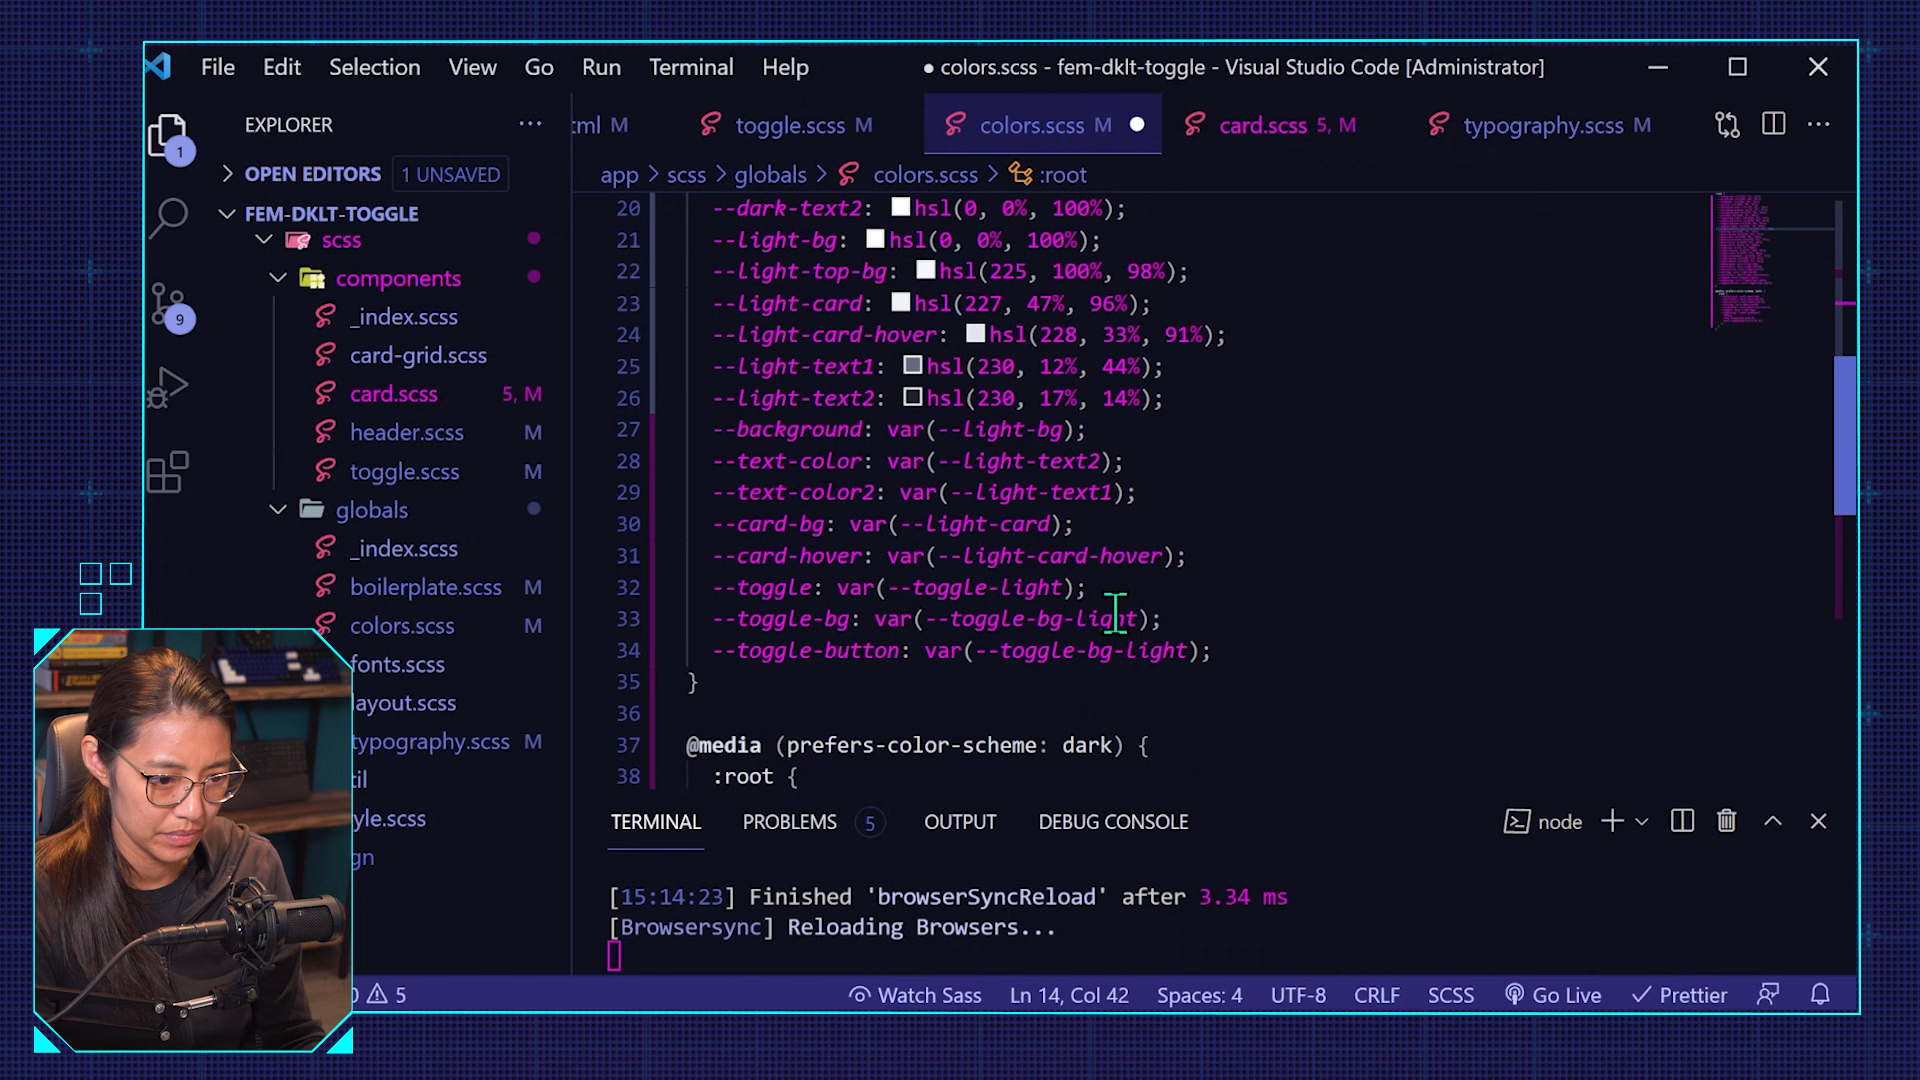 File Edit Selection View Go Run Terminal Help
● colors.scss - fem-dklt-toggle - Visual Studio Code [Administrator]
EXPLORER ···
tml M toggle.scss M colors.scss M card.scss 5, M typography.scss M
1
OPEN EDITORS 1 UNSAVED
app > scss > globals > colors.scss > :root
FEM-DKLT-TOGGLE
scss
components
_index.scss
9
card-grid.scss
card.scss 5, M
header.scss M
toggle.scss M
globals
_index.scss
boilerplate.scss M
colors.scss M
fonts.scss
layout.scss
typography.scss M
til
yle.scss
gn
20 --dark-text2: hsl(0, 0%, 100%);
21 --light-bg: hsl(0, 0%, 100%);
22 --light-top-bg: hsl(225, 100%, 98%);
23 --light-card: hsl(227, 47%, 96%);
24 --light-card-hover: hsl(228, 33%, 91%);
25 --light-text1: hsl(230, 12%, 44%);
26 --light-text2: hsl(230, 17%, 14%);
27 --background: var(--light-bg);
28 --text-color: var(--light-text2);
29 --text-color2: var(--light-text1);
30 --card-bg: var(--light-card);
31 --card-hover: var(--light-card-hover);
32 --toggle: var(--toggle-light);
33 --toggle-bg: var(--toggle-bg-light);
34 --toggle-button: var(--toggle-bg-light);
35 }
36
37 @media (prefers-color-scheme: dark) {
38 :root {
TERMINAL PROBLEMS 5 OUTPUT DEBUG CONSOLE node
[15:14:23] Finished 'browserSyncReload' after 3.34 ms
[Browsersync] Reloading Browsers...
5 Watch Sass Ln 14, Col 42 Spaces: 4 UTF-8 CRLF SCSS Go Live Prettier